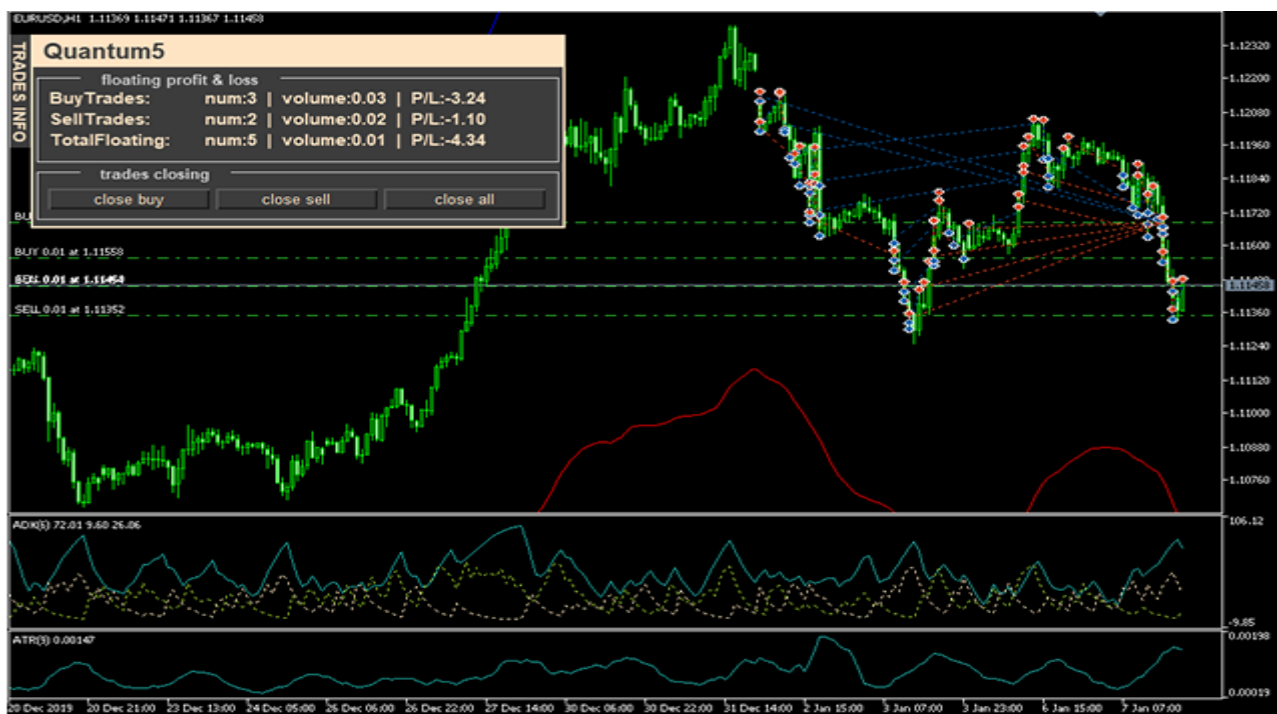 EURUSD,H1 1.11369 1.11471 1.11367 1.11458
TRADES INFO
Quantum5
floating profit & loss
BuyTrades: num:3 | volume:0.03 | P/L:-3.24
SellTrades: num:2 | volume:0.02 | P/L:-1.10
TotalFloating: num:5 | volume:0.01 | P/L:-4.34
trades closing
close buy close sell close all
BUY 0.01 at 1.11558
0.01 at
SELL 0.01 at 1.11352
1.12320
1.12200
1.12080
1.11960
1.11840
1.11720
1.11600
1.11458
1.11360
1.11240
1.11120
1.11000
1.10880
1.10760
ADX(6) 72.01 9.60 26.06
106.12
-9.85
ATR(9) 0.00147
0.00198
0.00019
20 Dec 2019 20 Dec 21:00 23 Dec 13:00 24 Dec 05:00 26 Dec 06:00 26 Dec 22:00 27 Dec 14:00 30 Dec 06:00 30 Dec 22:00 31 Dec 14:00 2 Jan 15:00 3 Jan 07:00 3 Jan 23:00 6 Jan 15:00 7 Jan 07:00